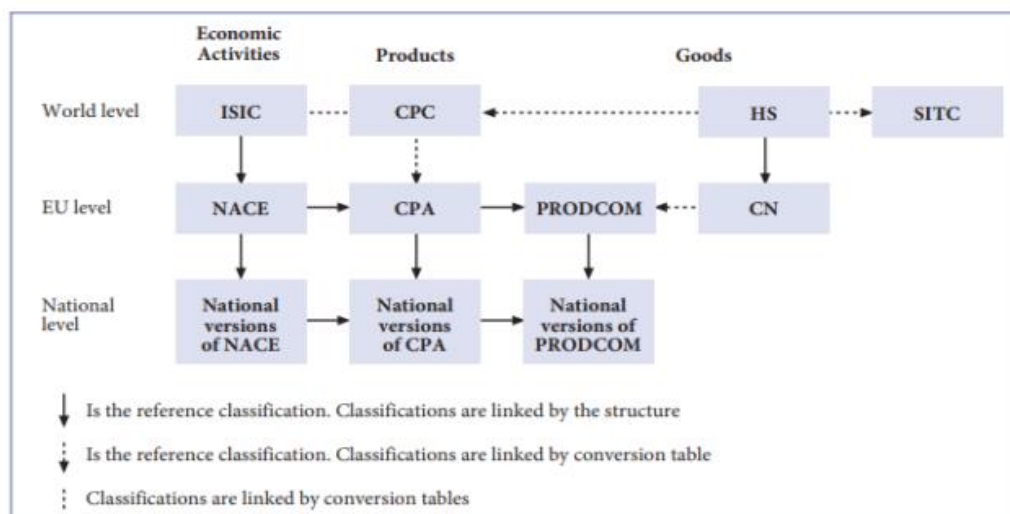 Economic
Activities
Products
Goods
World level
ISIC
CPC
HS
SITC
EU level
NACE
CPA
PRODCOM
CN
National
level
National
versions
of NACE
National
versions
of CPA
National
versions of
PRODCOM
Is the reference classification. Classifications are linked by the structure
Is the reference classification. Classifications are linked by conversion table
Classifications are linked by conversion tables